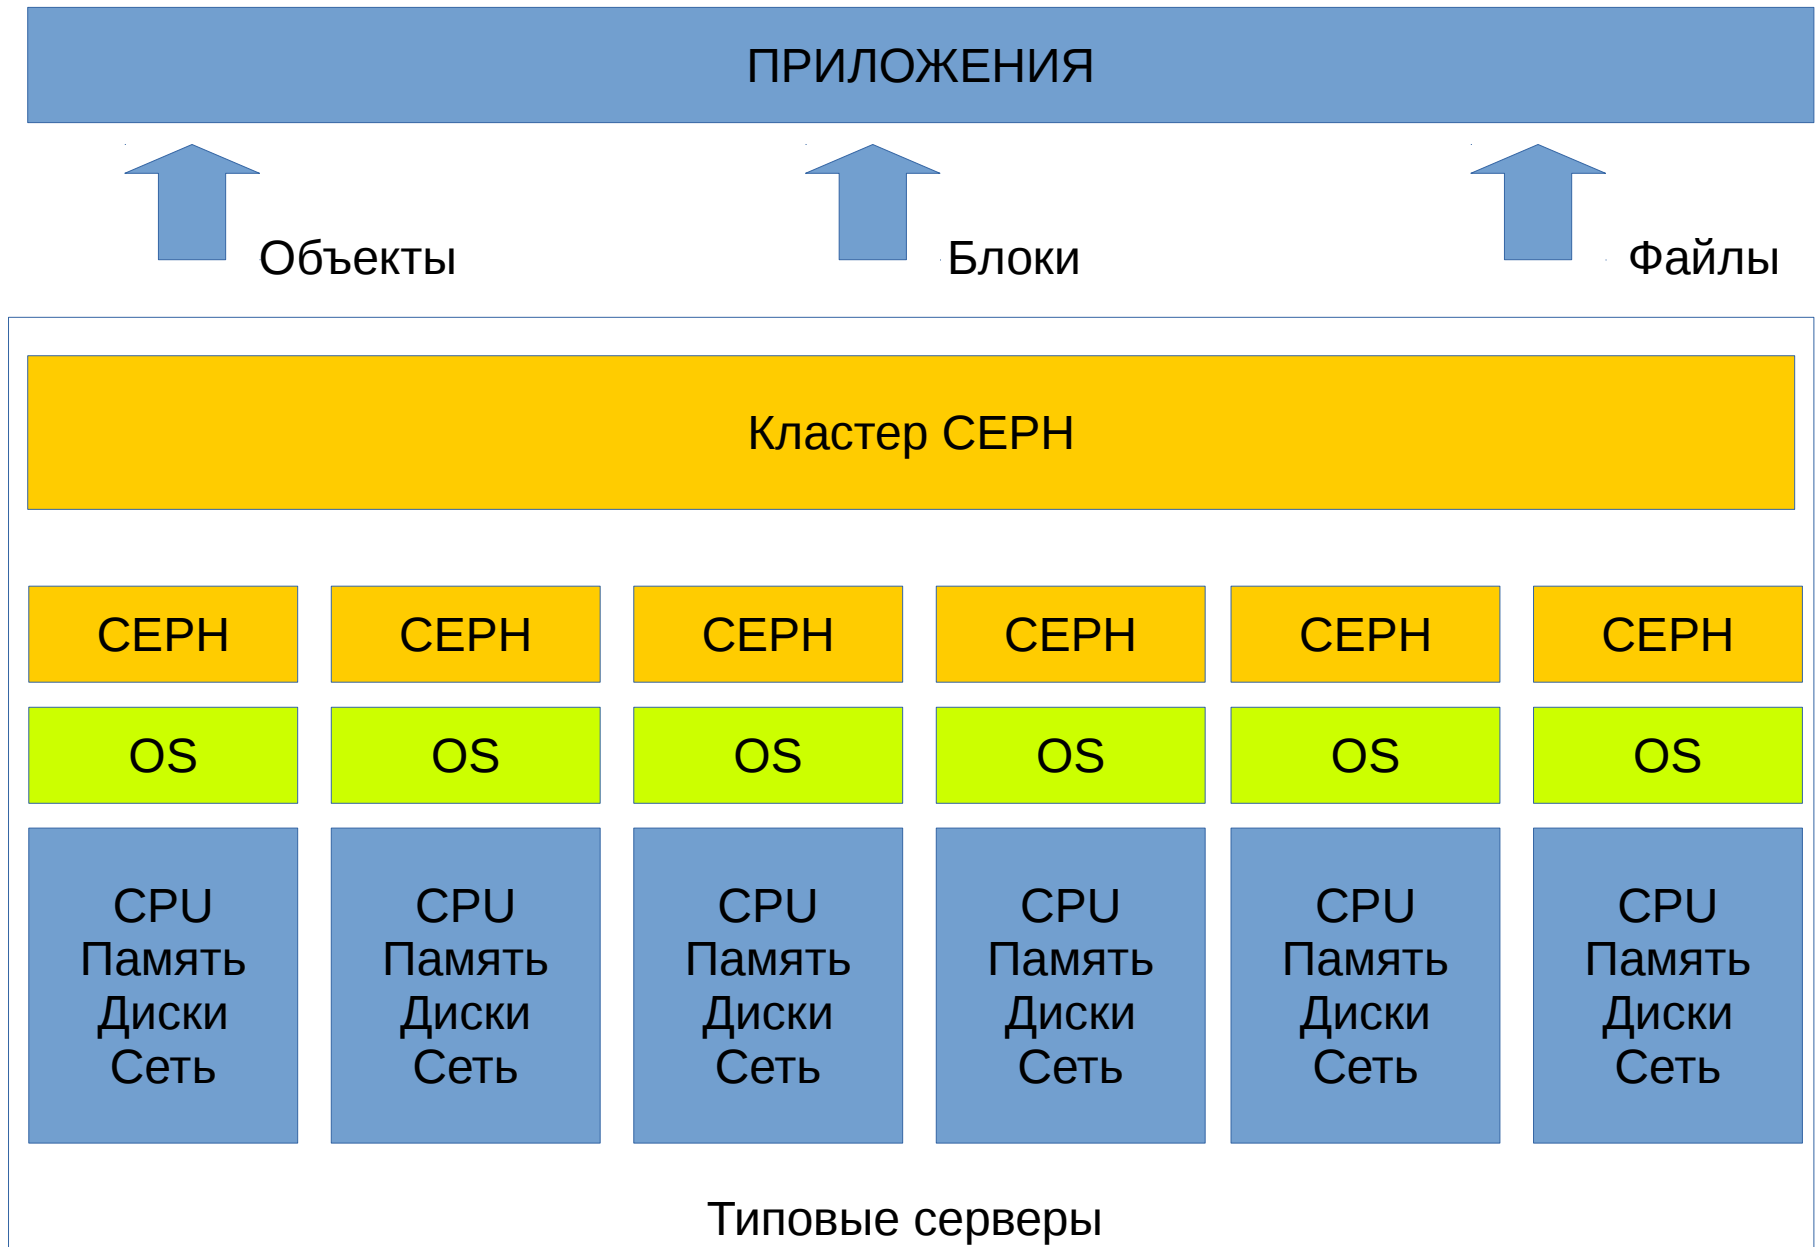 ПРИЛОЖЕНИЯ
Объекты
Блоки
Файлы
Кластер CEPH
CEPH CEPH CEPH CEPH CEPH CEPH
OS OS OS OS OS OS
CPU CPU CPU CPU CPU CPU
Память Память Память Память Память Память
Диски Диски Диски Диски Диски Диски
Сеть Сеть Сеть Сеть Сеть Сеть
Типовые серверы